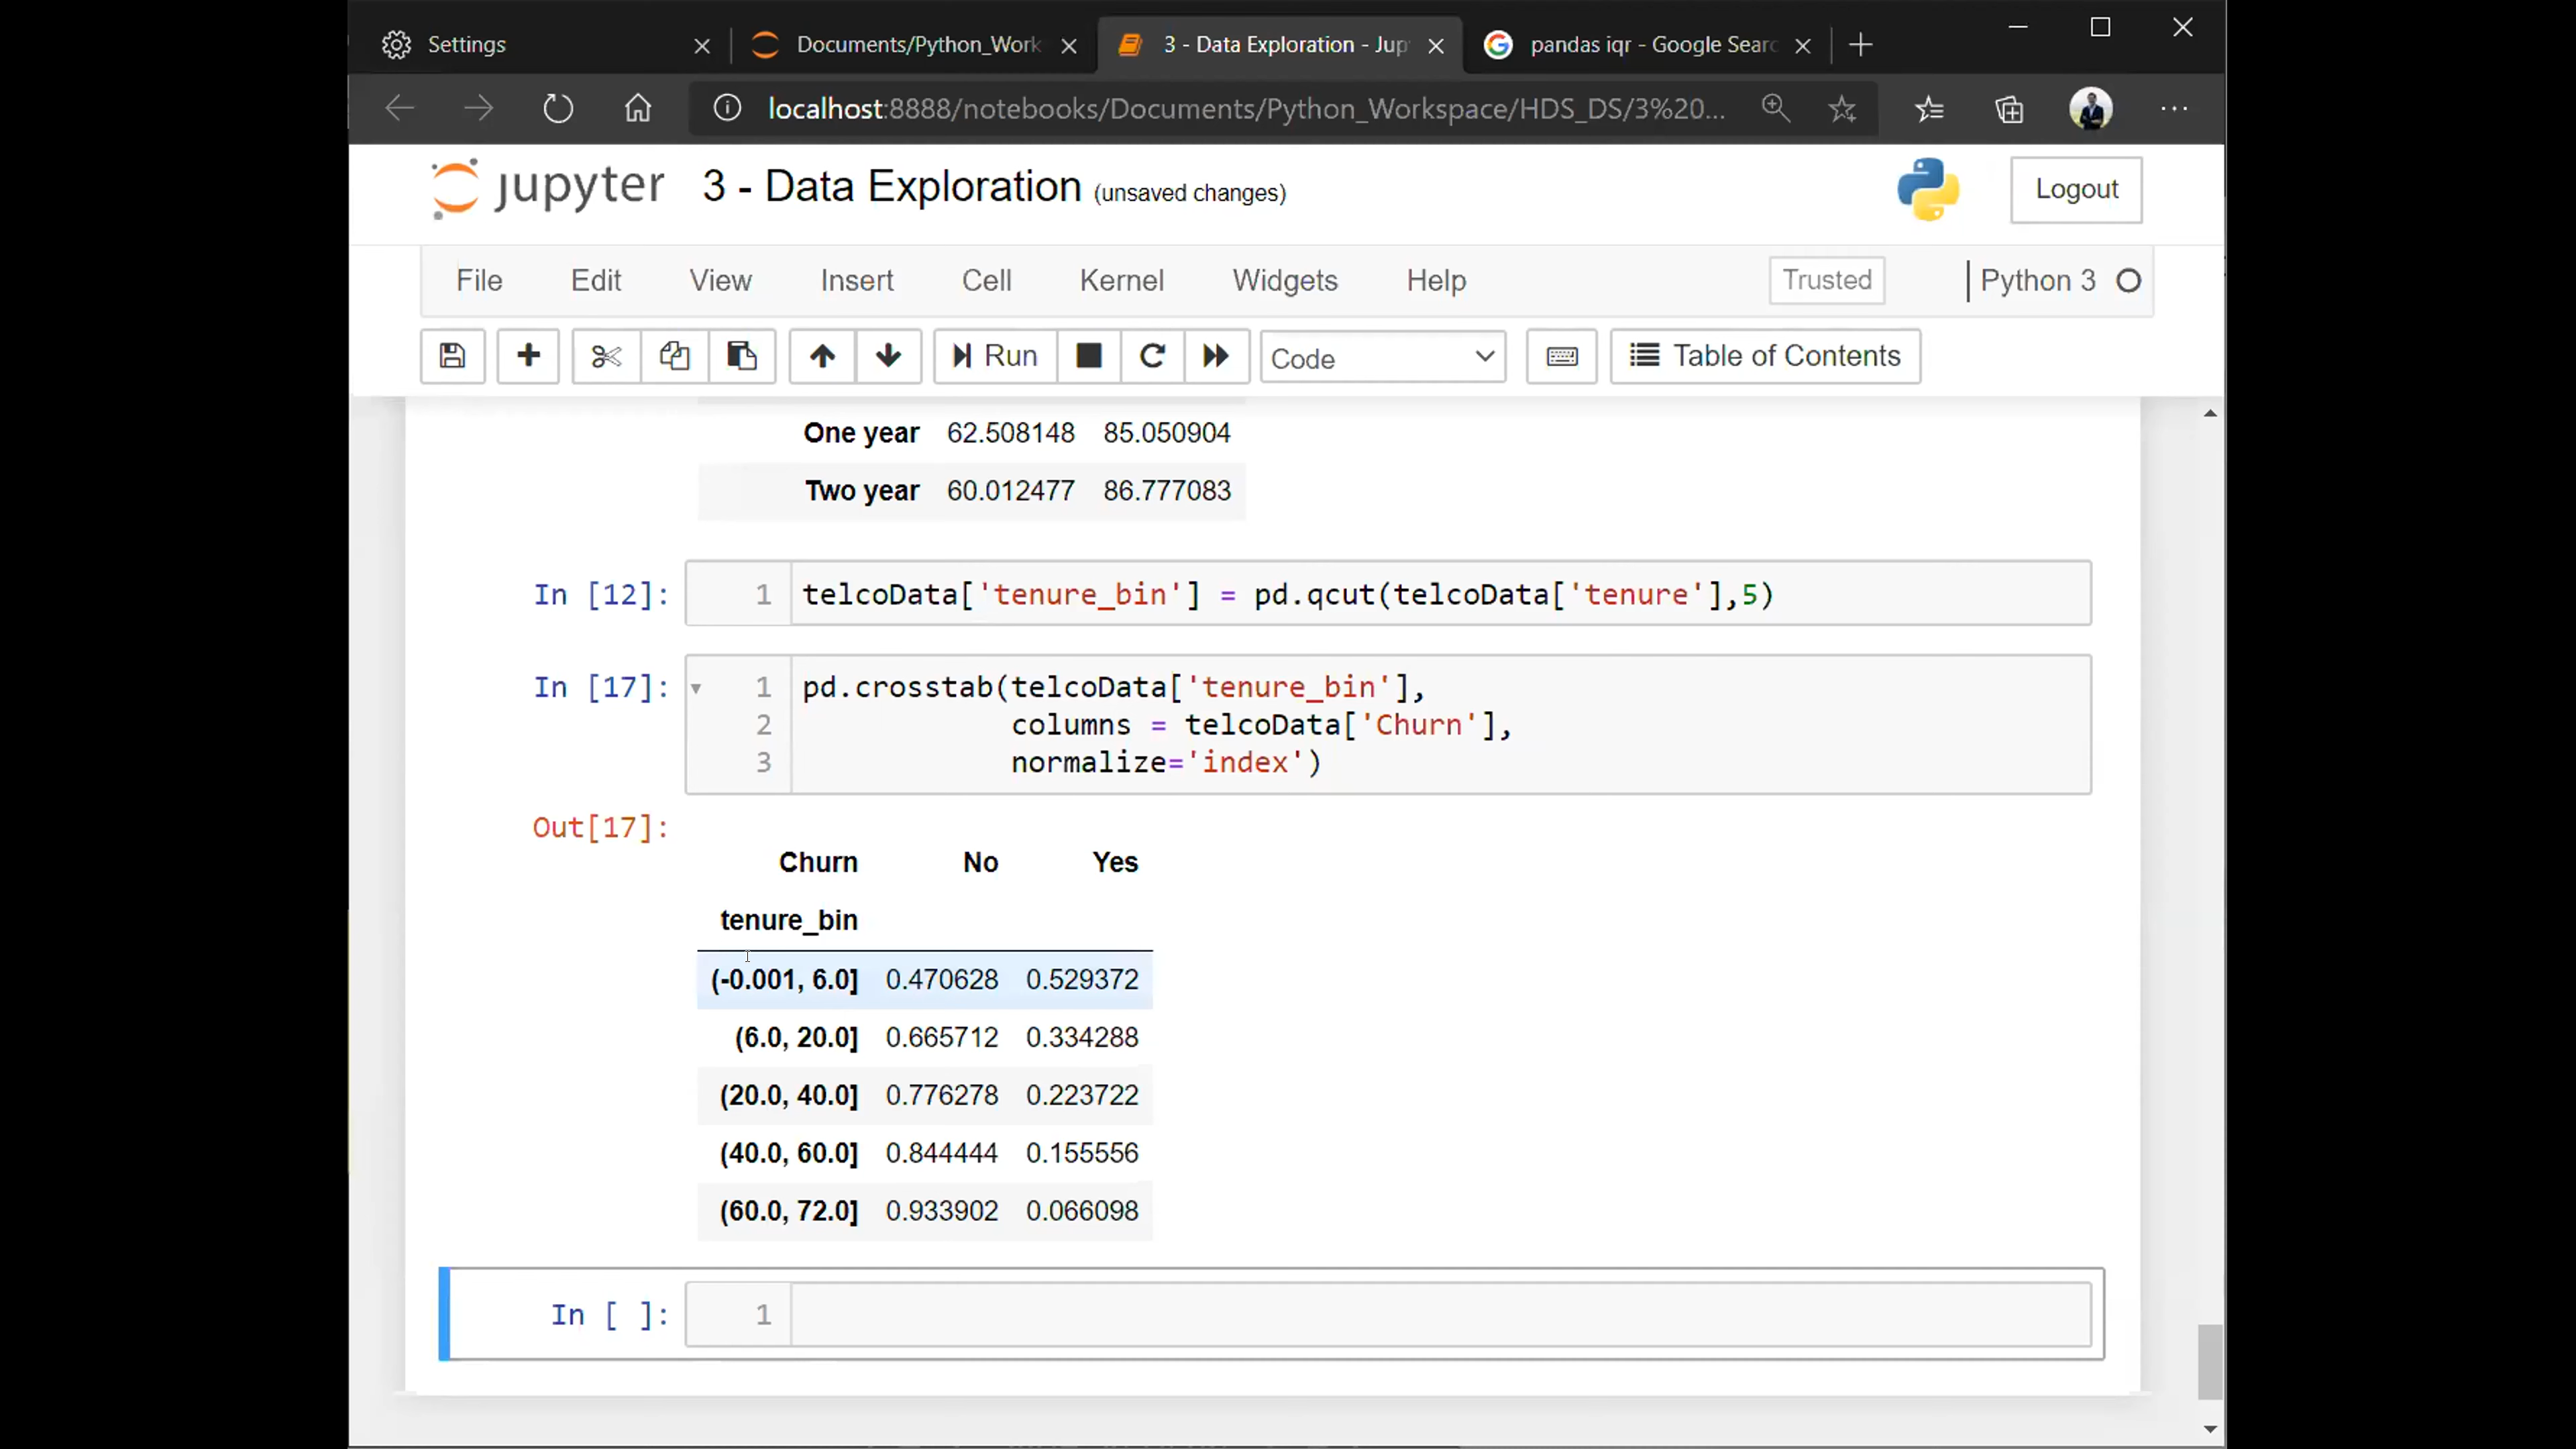 Settings
Documents/Python_Work
3 - Data Exploration - Jup
pandas iqr - Google Searc
localhost:8888/notebooks/Documents/Python_Workspace/HDS_DS/3%20...
jupyter 3 - Data Exploration (unsaved changes)
Logout
File Edit View Insert Cell Kernel Widgets Help Trusted Python 3
Run Code Table of Contents
One year 62.508148 85.050904
Two year 60.012477 86.777083
In [12]: 1 telcoData['tenure_bin'] = pd.qcut(telcoData['tenure'],5)
In [17]: 1 pd.crosstab(telcoData['tenure_bin'],
2 columns = telcoData['Churn'],
3 normalize='index')
Out[17]:
Churn No Yes
tenure_bin
(-0.001, 6.0] 0.470628 0.529372
(6.0, 20.0] 0.665712 0.334288
(20.0, 40.0] 0.776278 0.223722
(40.0, 60.0] 0.844444 0.155556
(60.0, 72.0] 0.933902 0.066098
In [ ]: 1